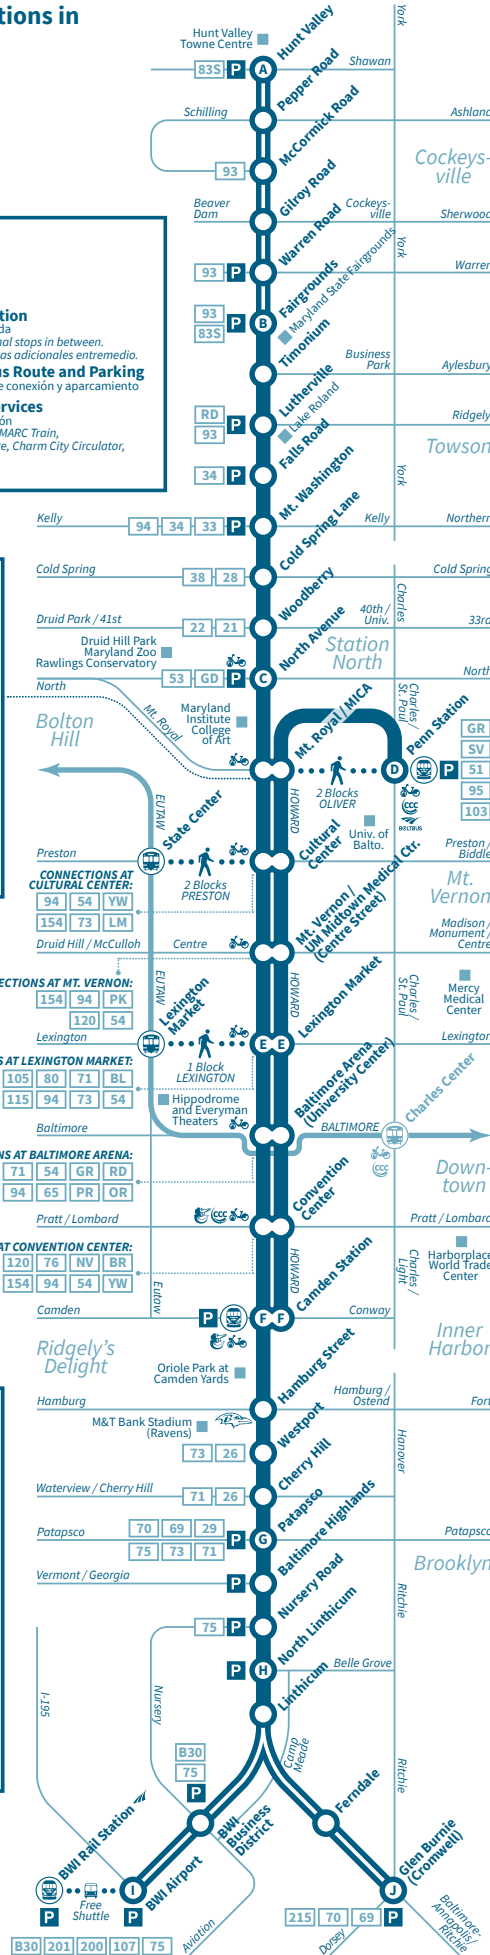 tions in
York
Hunt Valley
Towne Centre
Hunt Valley
83S P A
Shawan
Pepper Road
Schilling
Ashland
McCormick Road
Cockeys-
ville
93
Gilroy Road
Beaver
Dam
Cockeys-
ville
Sherwood
Warren Road
York
93 P
Warren
Fairgrounds
Maryland State Fairgrounds
93
83S
P B
tion
da
nal stops in between.
as adicionales entremedio.
us Route and Parking
e conexión y aparcamiento
rvices
ón
MARC Train,
re, Charm City Circulator,
Timonium
Business
Park
Aylesbury
Lutherville
Lake Roland
RD
93
P
Ridgely
Towson
Falls Road
34 P
York
Mt. Washington
Kelly
94 34 33 P
Kelly
Northern
Cold Spring Lane
Cold Spring
38 28
Cold Spring
Woodberry
Druid Park / 41st
22 21
40th /
Univ.
Charles
33rd
Druid Hill Park
Maryland Zoo
Rawlings Conservatory
North Avenue
Station
North
53 GD P C
North
North
Bolton
Hill
Mt. Royal
Maryland
Institute
College
of Art
Mt. Royal / MICA
Charles /
St. Paul
Penn Station
D P
GR
SV
51
95
103
CCC
BOLTBUS
2 Blocks
OLIVER
HOWARD
EUTAW
State Center
Univ. of
Balto.
Cultural
Center
Preston
2 Blocks
PRESTON
Preston /
Biddle
Mt.
Vernon
CONNECTIONS AT
CULTURAL CENTER:
94 54 YW
154 73 LM
Mt. Vernon /
UM Midtown Medical Ctr.
(Centre Street)
Druid Hill / McCulloh
Centre
Madison /
Monument /
Centre
ECTIONS AT MT. VERNON:
154 94 PK
120 54
EUTAW
HOWARD
Charles /
St. Paul
Mercy
Medical
Center
Lexington
Market
Lexington Market
Lexington
1 Block
LEXINGTON
E E
Lexington
S AT LEXINGTON MARKET:
105 80 71 BL
115 94 73 54
Hippodrome
and Everyman
Theaters
Baltimore Arena
(University Center)
Charles Center
Baltimore
BALTIMORE
CCC
NS AT BALTIMORE ARENA:
71 54 GR RD
94 65 PR OR
Down-
town
Convention
Center
Pratt / Lombard
CCC
Pratt / Lombard
AT CONVENTION CENTER:
120 76 NV BR
154 94 54 YW
Eutaw
HOWARD
Charles /
Light
Harborplace
World Trade
Center
Camden Station
Camden
P F F
Conway
Inner
Harbor
Ridgely's
Delight
Oriole Park at
Camden Yards
Hamburg Street
Hamburg
Hamburg /
Ostend
Fort
M&T Bank Stadium
(Ravens)
Westport
73 26
Hanover
Cherry Hill
Waterview / Cherry Hill
71 26
Patapsco
Patapsco
70 69 29
75 73 71
P G
Patapsco
Brooklyn
Baltimore Highlands
Vermont / Georgia
P
Ritchie
Nursery Road
75 P
North Linthicum
P H
Belle Grove
Linthicum
I-195
Nursery
Camp
Meade
Ritchie
B30
75
P
BWI
Business
District
Ferndale
BWI Rail Station
Free
Shuttle
P
I
P
BWI Airport
Glen Burnie
(Cromwell)
J
215 70 69 P
B30 201 200 107 75
Aviation
Dorsey
Baltimore-
Annapolis /
Ritchie